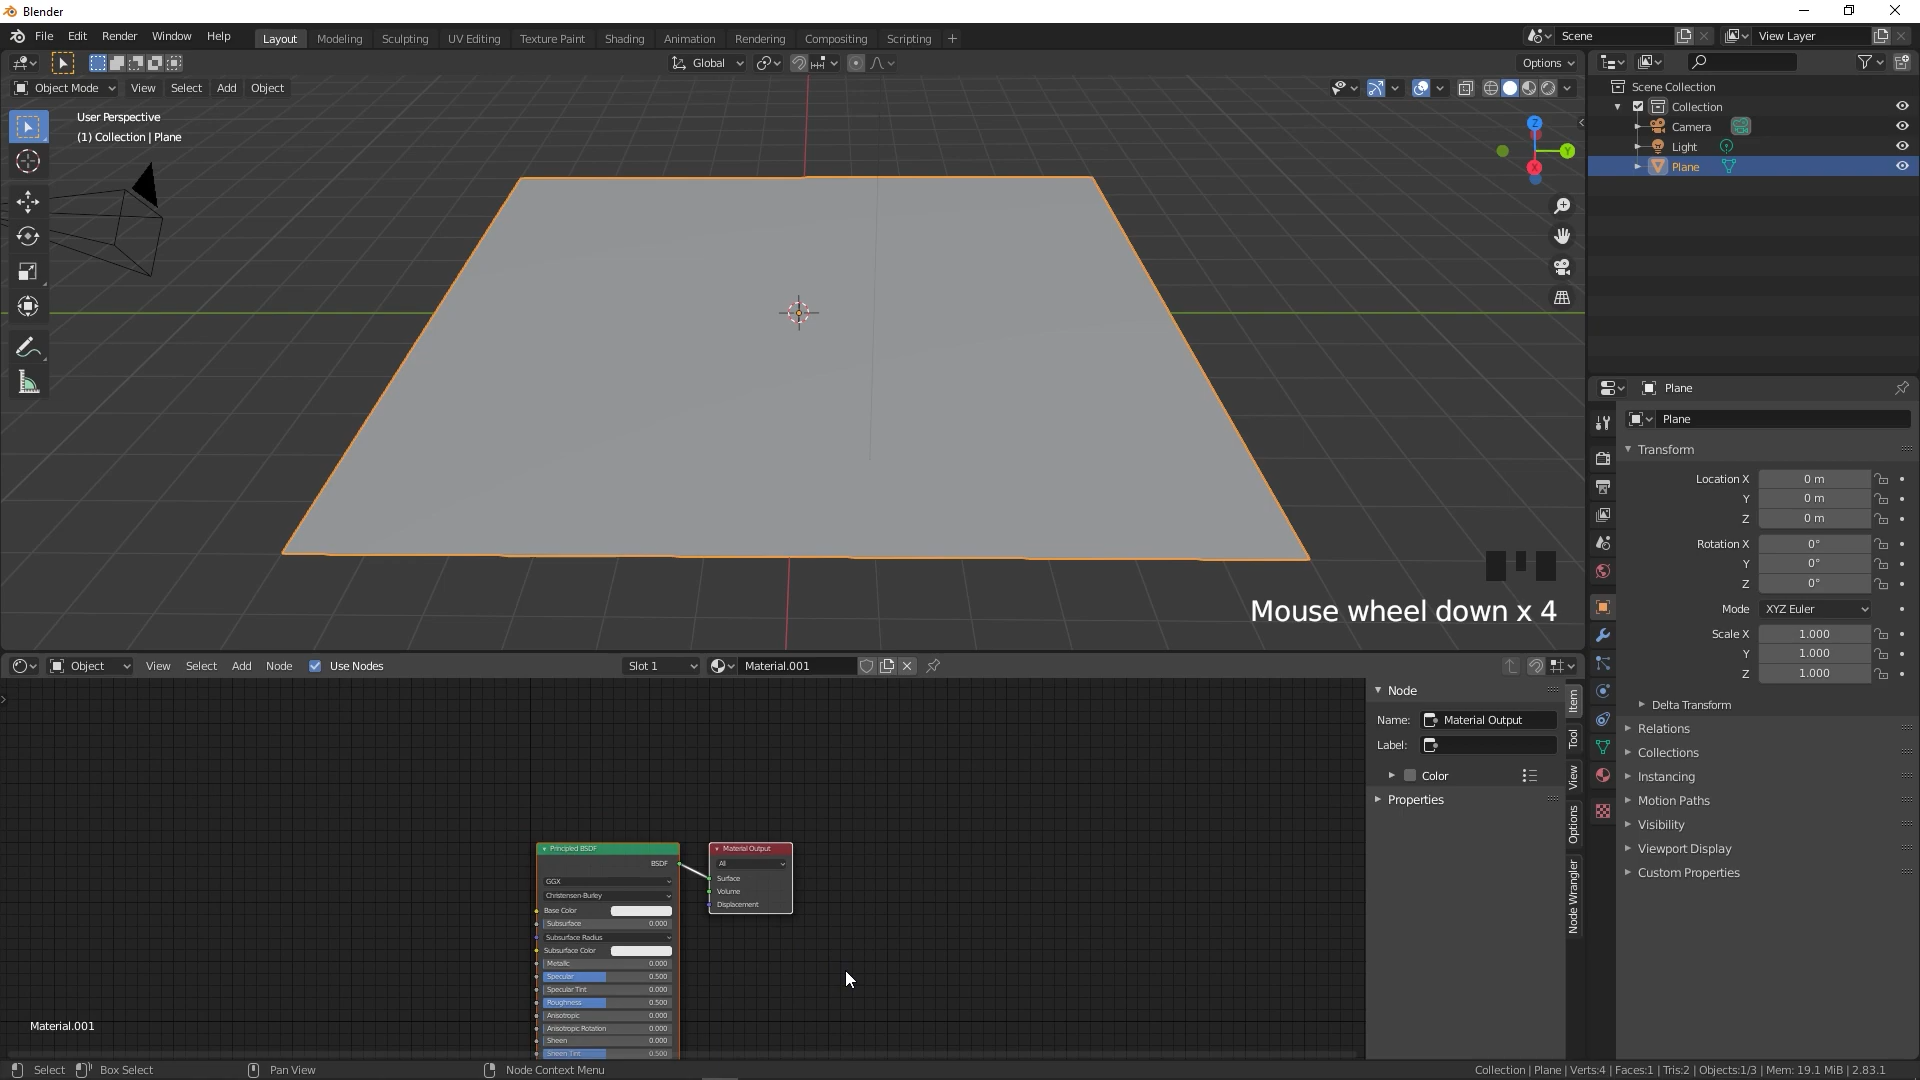 Blender
File Edit Render Window Help
Layout Modeling Sculpting UV Editing Texture Paint Shading Animation Rendering Compositing Scripting +
Scene
View Layer
Global
Options
Object Mode View Select Add Object
User Perspective
(1) Collection | Plane
Z
Y
X
Mouse wheel down x 4
Scene Collection
Collection
Camera
Light
Plane
Plane
Plane
Transform
Location X 0 m
Y 0 m
Z 0 m
Rotation X 0°
Y 0°
Z 0°
Mode XYZ Euler
Scale X 1.000
Y 1.000
Z 1.000
Delta Transform
Relations
Collections
Instancing
Motion Paths
Visibility
Viewport Display
Custom Properties
Object View Select Add Node Use Nodes Slot 1 Material.001
Node
Name: Material Output
Label:
Color
Properties
Item
Tool
View
Options
Node Wrangler
Principled BSDF
BSDF
GGX
Christensen-Burley
Base Color
Subsurface 0.000
Subsurface Radius
Subsurface Color
Metallic 0.000
Specular 0.500
Specular Tint 0.000
Roughness 0.500
Anisotropic 0.000
Anisotropic Rotation 0.000
Sheen 0.000
Sheen Tint 0.500
Material Output
All
Surface
Volume
Displacement
Material.001
Select Box Select Pan View Node Context Menu
Collection | Plane | Verts:4 | Faces:1 | Tris:2 | Objects:1/3 | Mem: 19.1 MiB | 2.83.1